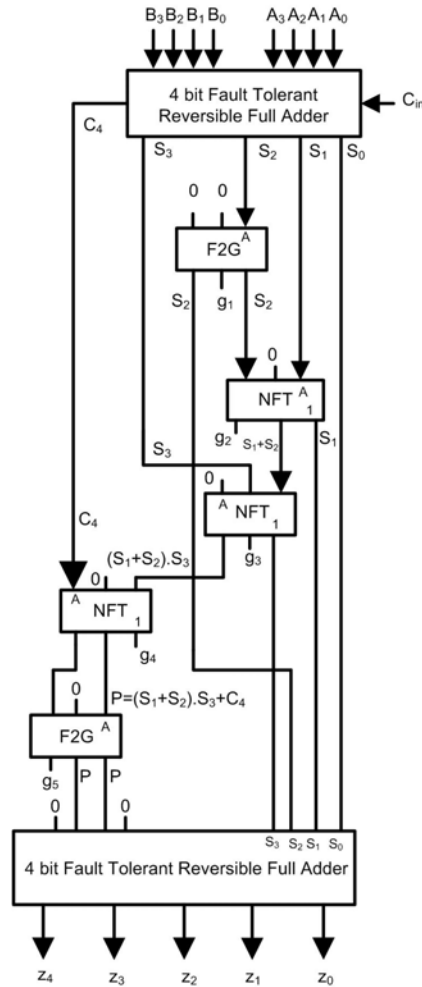 B3 B2 B1 B0 A3 A2 A1 A0
4 bit Fault Tolerant
Reversible Full Adder
Cin
C4
S3
S2
S1
S0
0 0
A
F2G
S2
g1
S2
0
A
NFT
1
g2
S1+S2
S1
S3
0
A
NFT
1
g3
C4
(S1+S2).S3
0
A
NFT
1
g4
P=(S1+S2).S3+C4
0
A
F2G
g5
P
P
0
0
S3 S2 S1 S0
4 bit Fault Tolerant Reversible Full Adder
z4 z3 z2 z1 z0